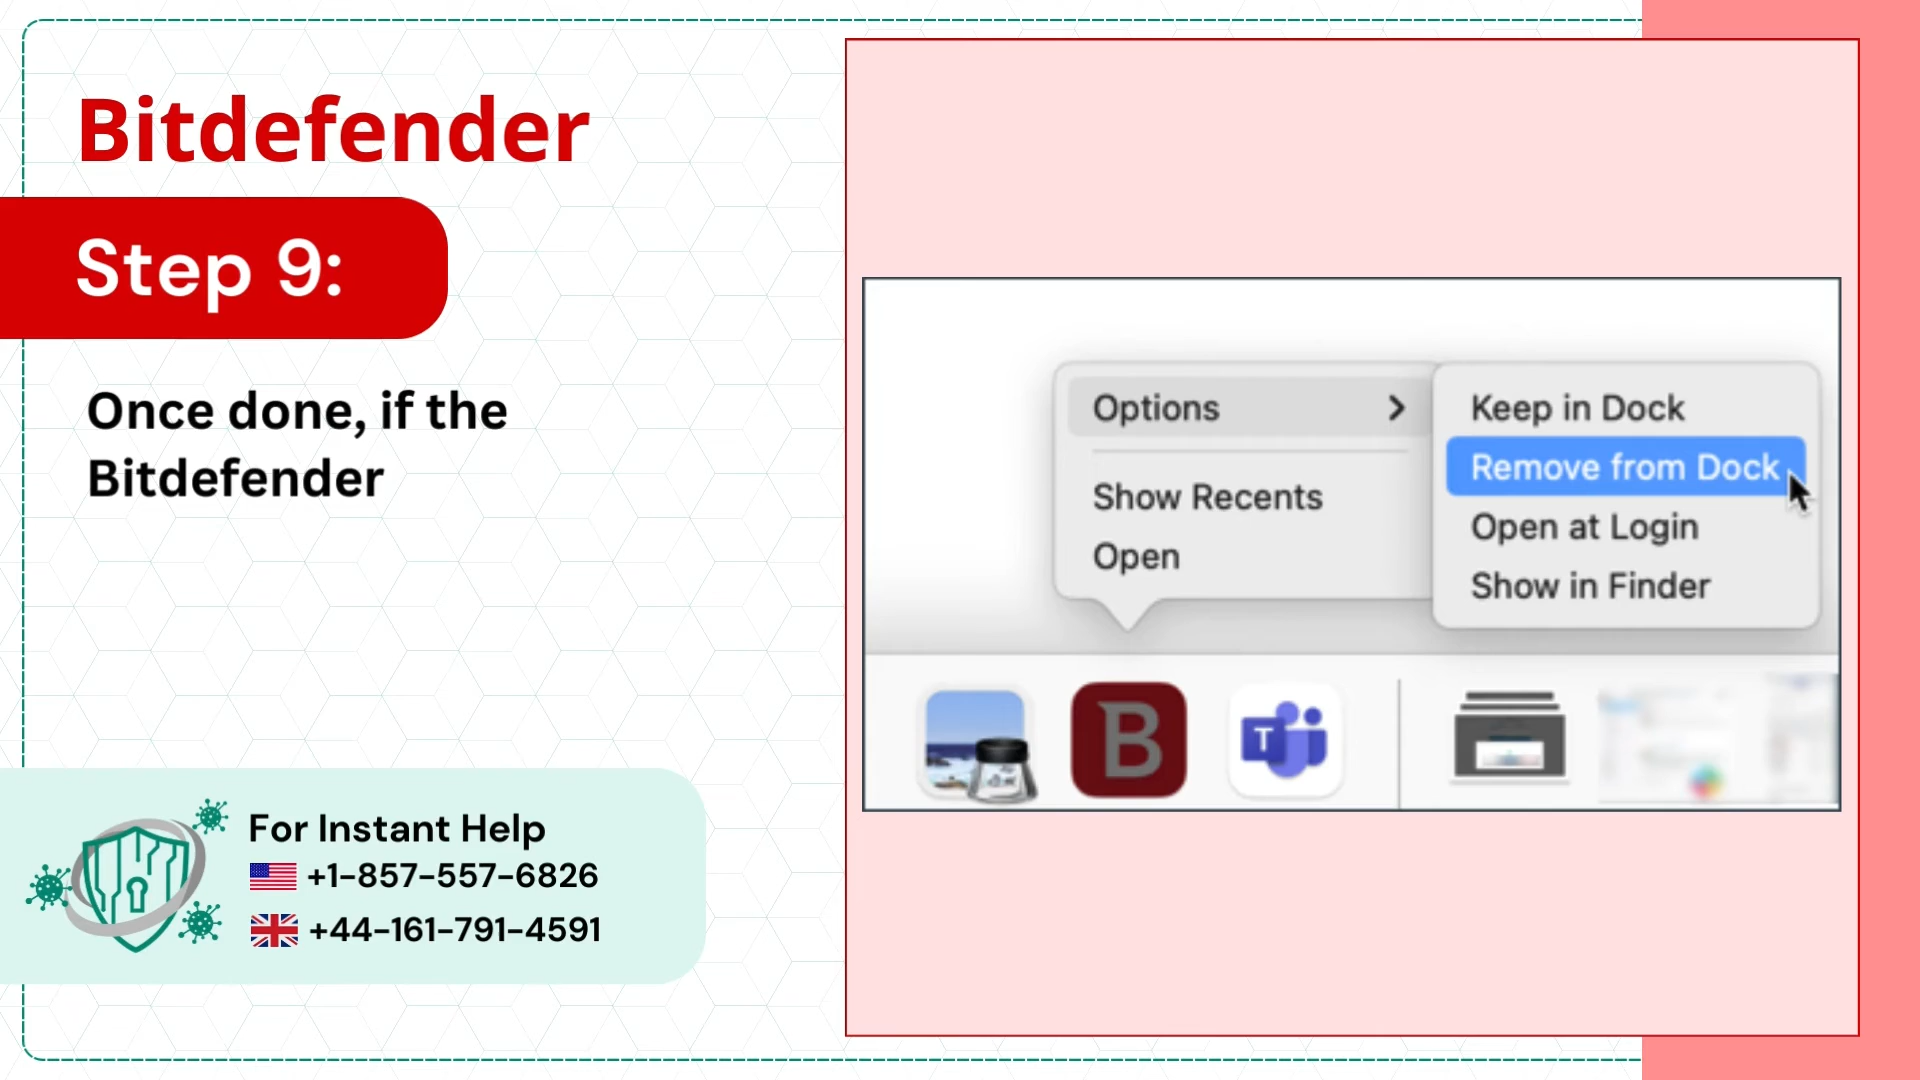 Bitdefender
Step 9:
Once done, if the
Bitdefender
For Instant Help
+1-857-557-6826
+44-161-791-4591
Options
Show Recents
Open
Keep in Dock
Remove from Dock
Open at Login
Show in Finder
B
T